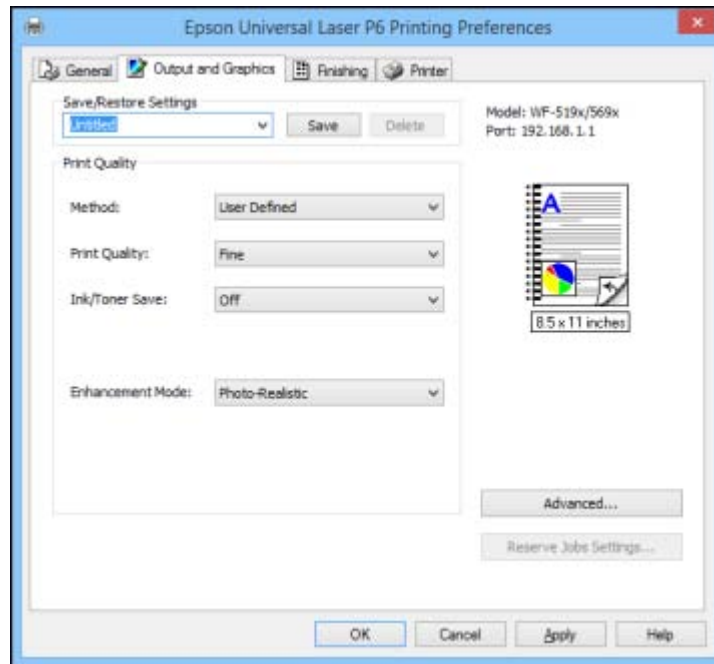 Epson Universal Laser P6 Printing Preferences
General Output and Graphics Finishing Printer
Save/Restore Settings
Untitled Save Delete
Model: WF-519x/569x
Port: 192.168.1.1
Print Quality
Method: User Defined
Print Quality: Fine
Ink/Toner Save: Off
Enhancement Mode: Photo-Realistic
A
8.5 x 11 inches
Advanced...
Reserve Jobs Settings...
OK Cancel Apply Help